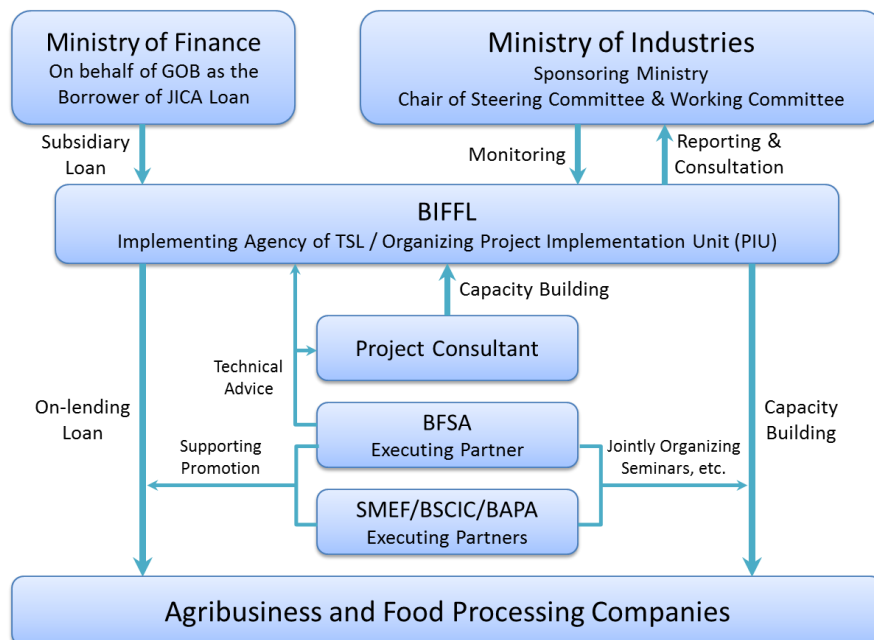 Ministry of Finance
On behalf of GOB as the
Borrower of JICA Loan
Ministry of Industries
Sponsoring Ministry
Chair of Steering Committee & Working Committee
Subsidiary
Loan
Monitoring
Reporting &
Consultation
BIFFL
Implementing Agency of TSL / Organizing Project Implementation Unit (PIU)
Capacity Building
Project Consultant
Technical
Advice
On-lending
Loan
BFSA
Executing Partner
Capacity
Building
Supporting
Promotion
Jointly Organizing
Seminars, etc.
SMEF/BSCIC/BAPA
Executing Partners
Agribusiness and Food Processing Companies